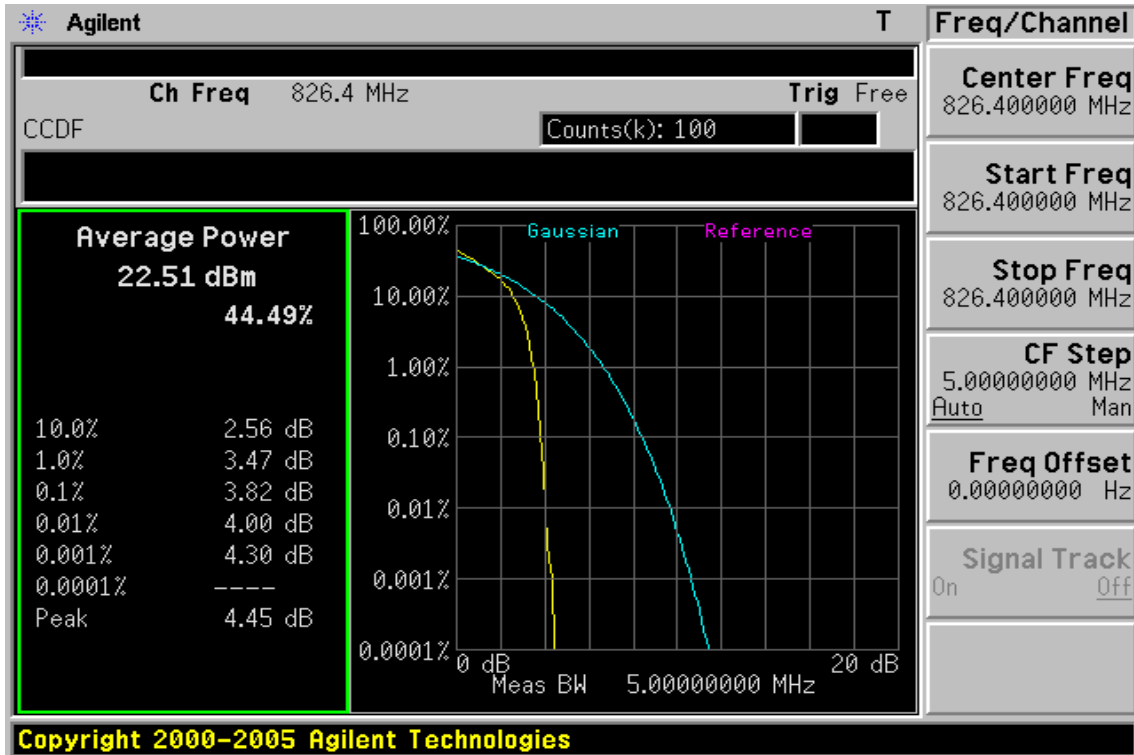 Agilent T
Ch Freq 826.4 MHz Trig Free
CCDF Counts(k): 100
Average Power
22.51 dBm
44.49%
10.0% 2.56 dB
1.0% 3.47 dB
0.1% 3.82 dB
0.01% 4.00 dB
0.001% 4.30 dB
0.0001% ----
Peak 4.45 dB
Gaussian Reference
100.00%
10.00%
1.00%
0.10%
0.01%
0.001%
0.0001%
0 dB 20 dB
Meas BW 5.00000000 MHz
Freq/Channel
Center Freq
826.400000 MHz
Start Freq
826.400000 MHz
Stop Freq
826.400000 MHz
CF Step
5.00000000 MHz
Auto Man
Freq Offset
0.00000000 Hz
Signal Track
On Off
Copyright 2000-2005 Agilent Technologies